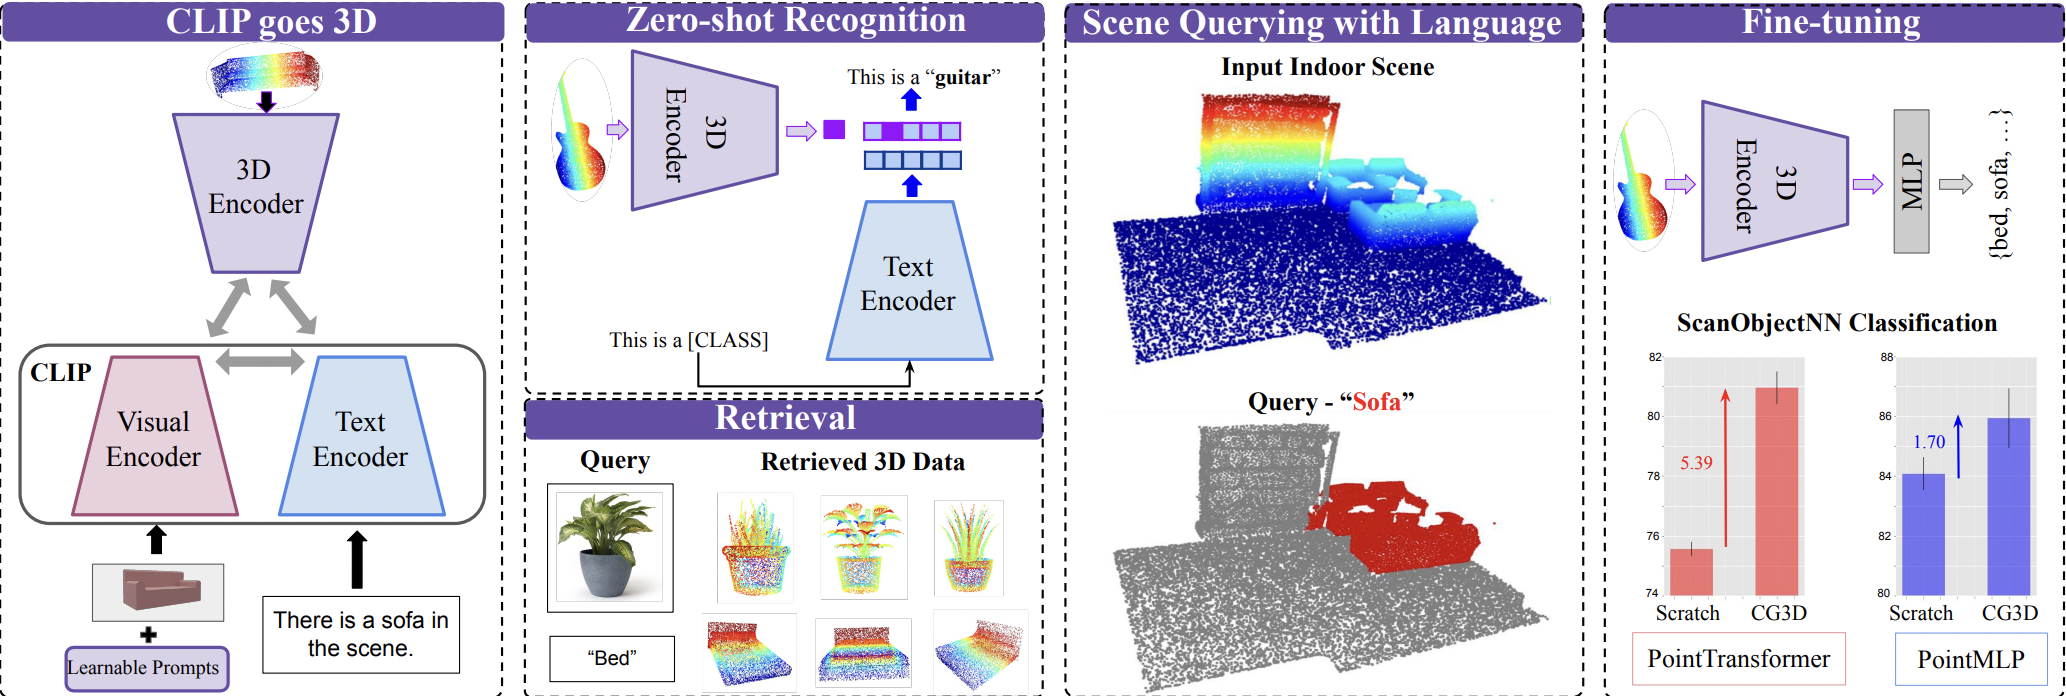 CLIP goes 3D
3D
Encoder
CLIP
Visual
Encoder
Text
Encoder
+
Learnable Prompts
There is a sofa in
the scene.
Zero-shot Recognition
3D
Encoder
This is a “guitar”
Text
Encoder
This is a [CLASS]
Retrieval
Query
Retrieved 3D Data
“Bed”
Scene Querying with Language
Input Indoor Scene
Query - “Sofa”
Fine-tuning
3D
Encoder
MLP
{bed, sofa, …}
ScanObjectNN Classification
82
80
78
76
74
5.39
Scratch
CG3D
PointTransformer
88
86
84
82
80
1.70
Scratch
CG3D
PointMLP